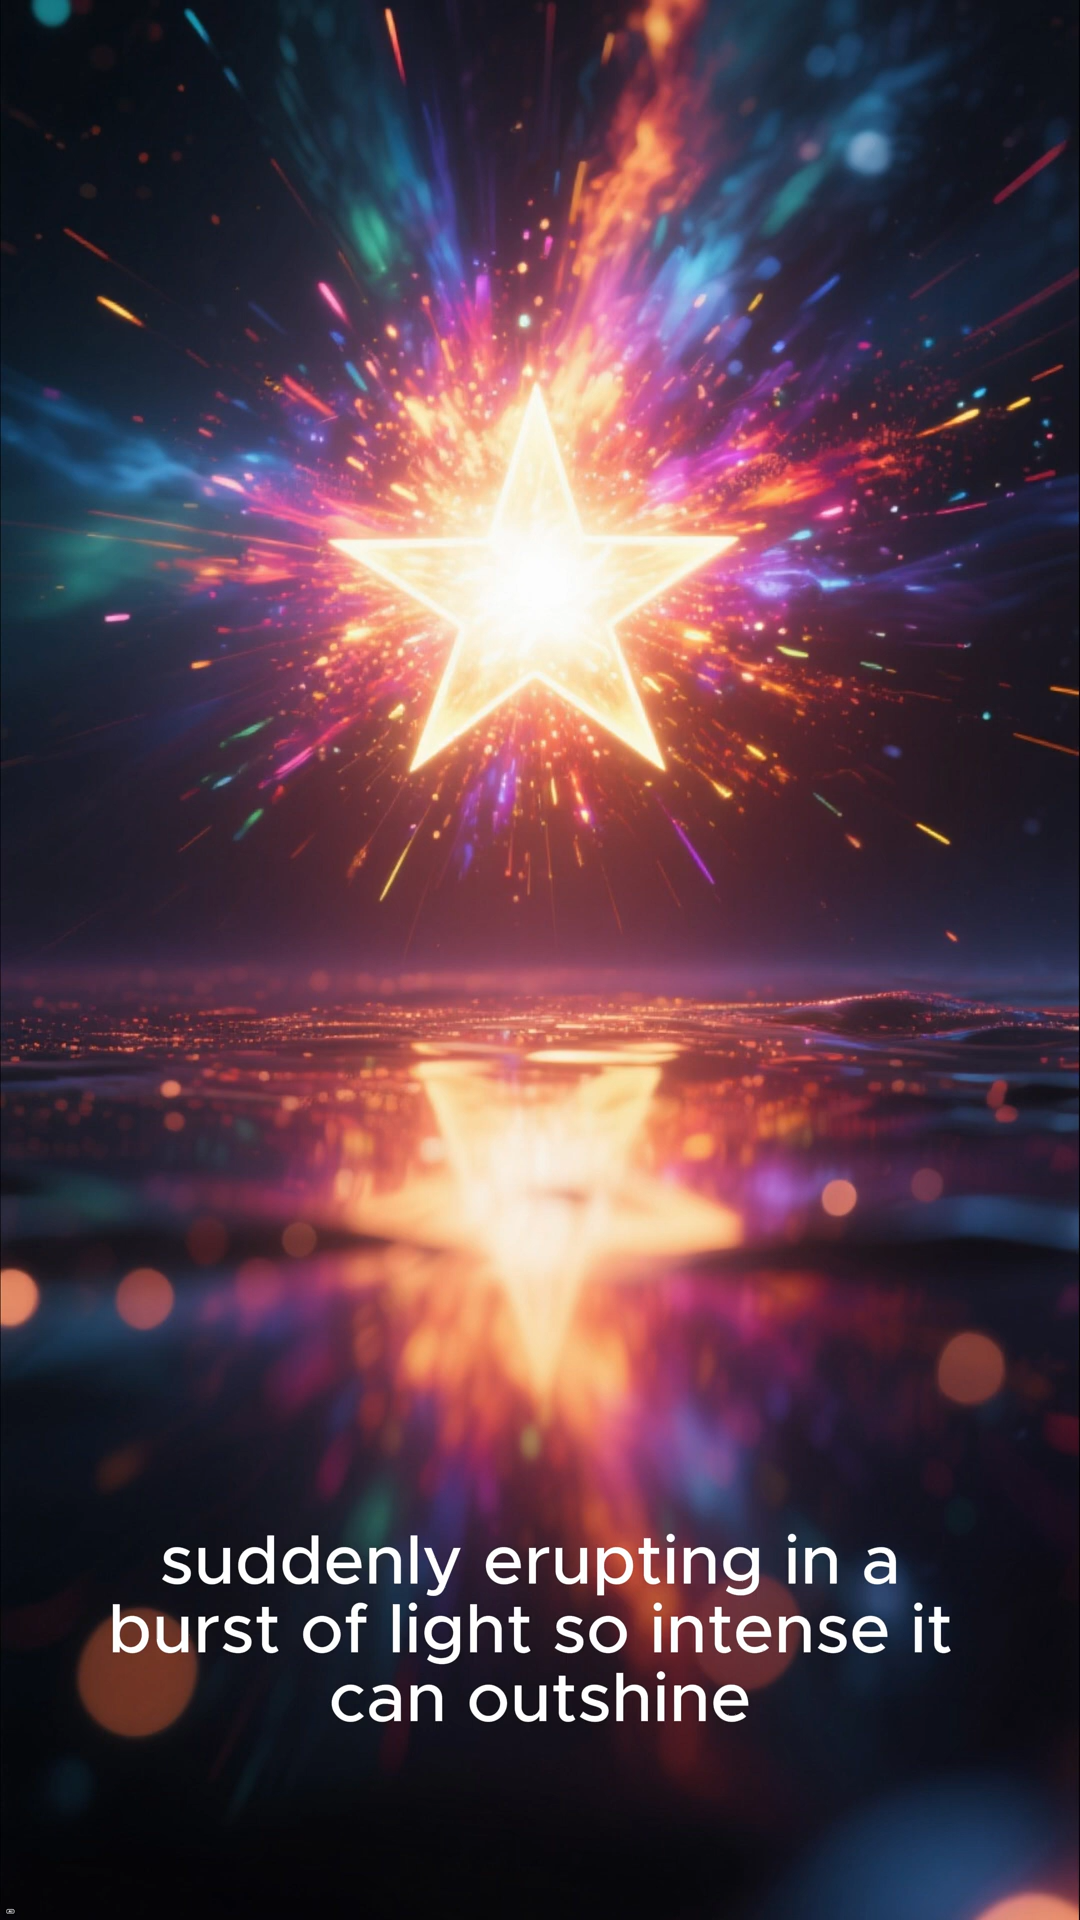 suddenly erupting in a
burst of light so intense it
can outshine